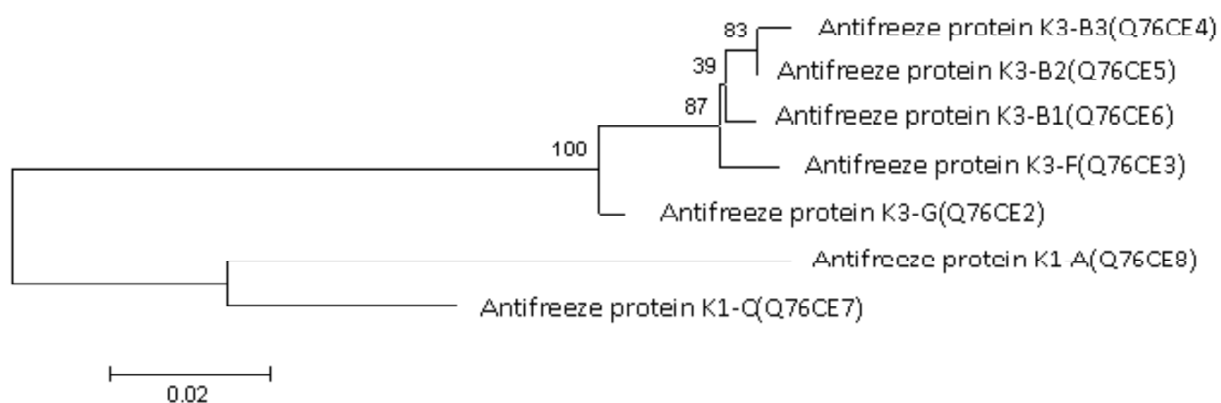 83
Antifreeze protein K3-B3(Q76CE4)
39
Antifreeze protein K3-B2(Q76CE5)
87
Antifreeze protein K3-B1(Q76CE6)
100
Antifreeze protein K3-F(Q76CE3)
Antifreeze protein K3-G(Q76CE2)
Antifreeze protein K1 A(Q76CE8)
Antifreeze protein K1-C(Q76CE7)
0.02